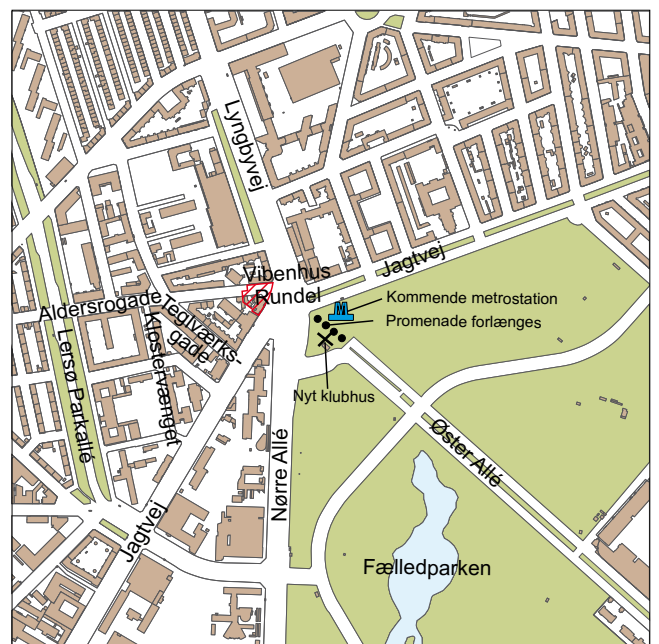 Lyngbyvej
Vibenhus
Rundel
Jagtvej
Kommende metrostation
Promenade forlænges
Aldersrogade
Teglværks-
gade
Klostervænget
Lersø Parkallé
Nyt klubhus
Nørre Allé
Øster Allé
Jagtvej
Fælledparken